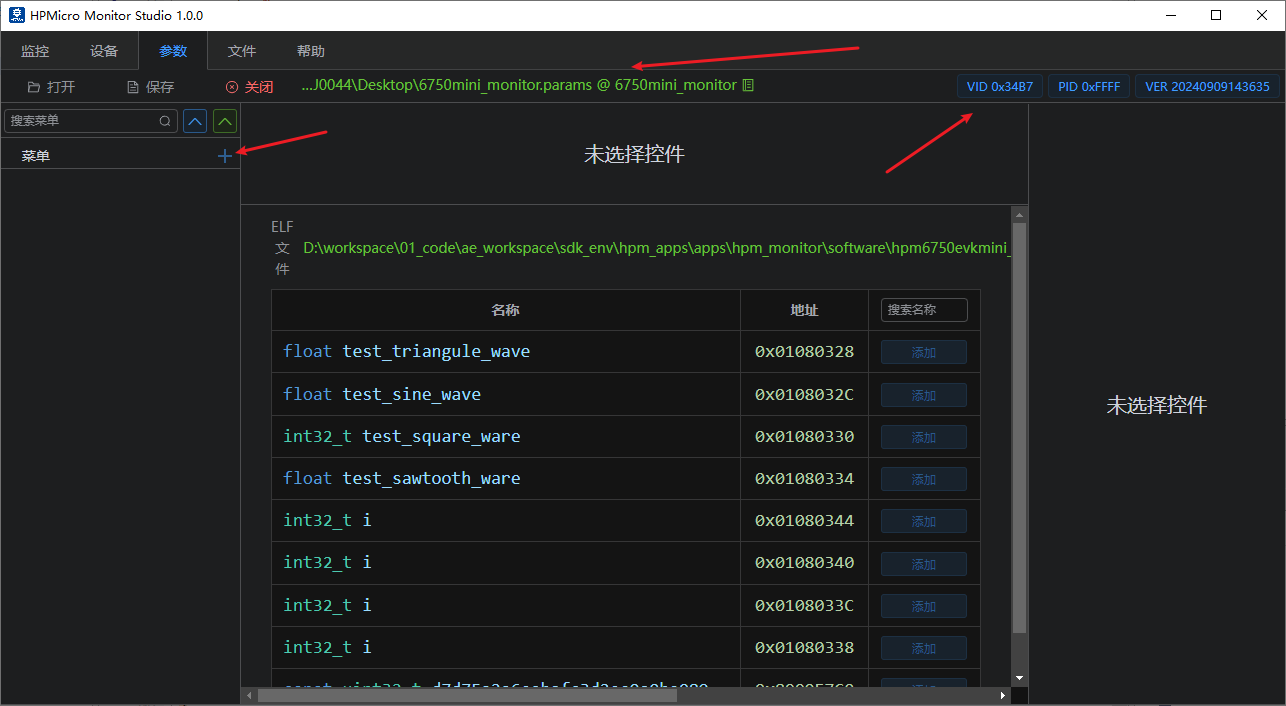 HPMicro Monitor Studio 1.0.0
监控 设备 参数 文件 帮助
打开 保存 关闭 ...J0044\Desktop\6750mini_monitor.params @ 6750mini_monitor VID 0x34B7 PID 0xFFFF VER 20240909143635
搜索菜单
菜单
未选择控件
ELF
文
件
D:\workspace\01_code\ae_workspace\sdk_env\hpm_apps\apps\hpm_monitor\software\hpm6750evkmini_
名称 地址 搜索名称
float test_triangule_wave 0x01080328 添加
float test_sine_wave 0x0108032C 添加
int32_t test_square_ware 0x01080330 添加
float test_sawtooth_ware 0x01080334 添加
int32_t i 0x01080344 添加
int32_t i 0x01080340 添加
int32_t i 0x0108033C 添加
int32_t i 0x01080338 添加
未选择控件